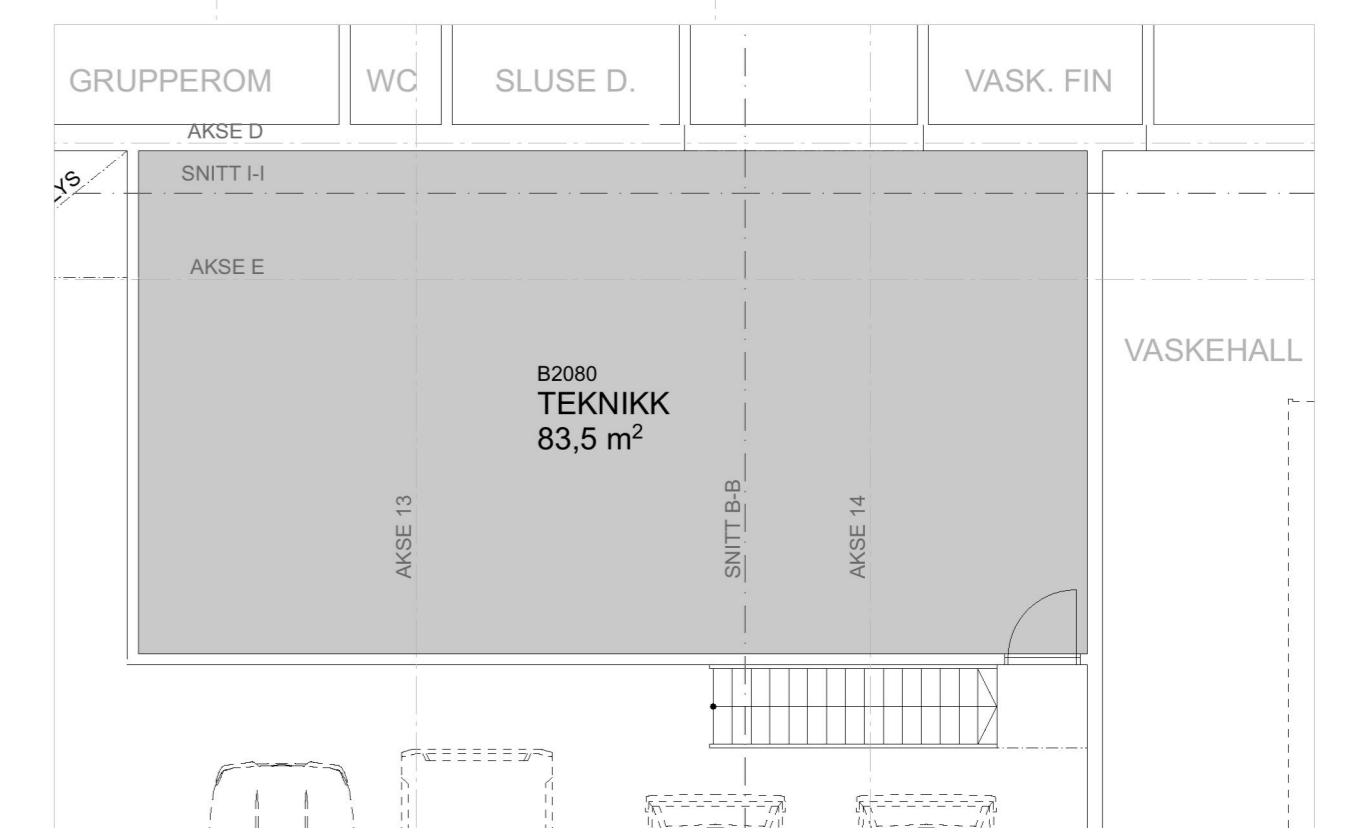 GRUPPEROM
WC
SLUSE D.
VASK. FIN
AKSE D
SNITT I-I
AKSE E
VASKEHALL
B2080
TEKNIKK
83,5 m²
AKSE 13
SNITT B-B
AKSE 14